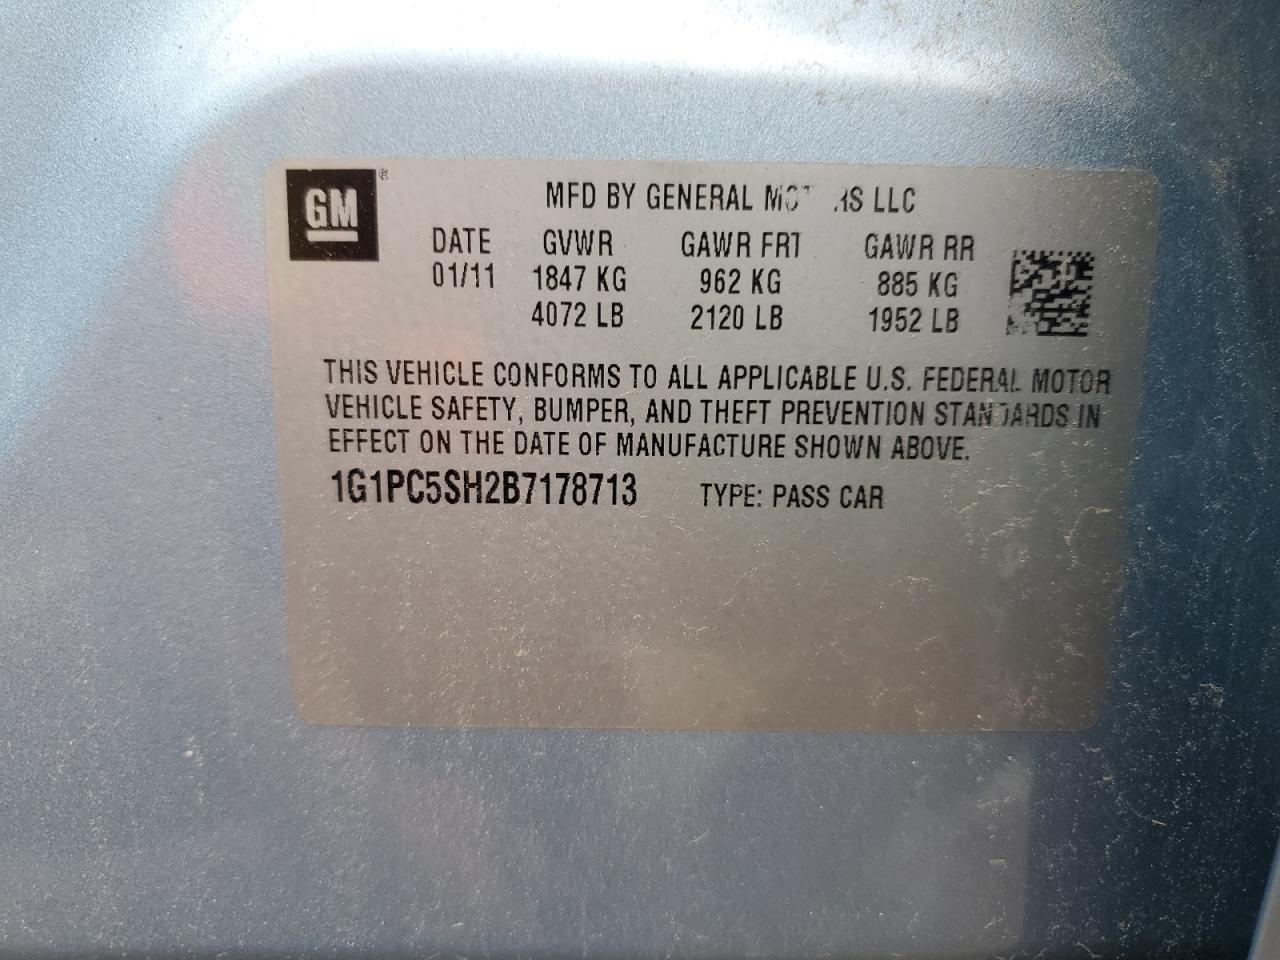 GM ®
MFD BY GENERAL LLC
DATE GVWR GAWR FRT GAWR RR
01/11 1847 KG 962 KG 885 KG
4072 LB 2120 LB 1952 LB
THIS VEHICLE CONFORMS TO ALL APPLICABLE U.S. FEDERAL MOTOR
VEHICLE SAFETY, BUMPER, AND THEFT PREVENTION STANDARDS IN
EFFECT ON THE DATE OF MANUFACTURE SHOWN ABOVE.
1G1PC5SH2B7178713 TYPE: PASS CAR